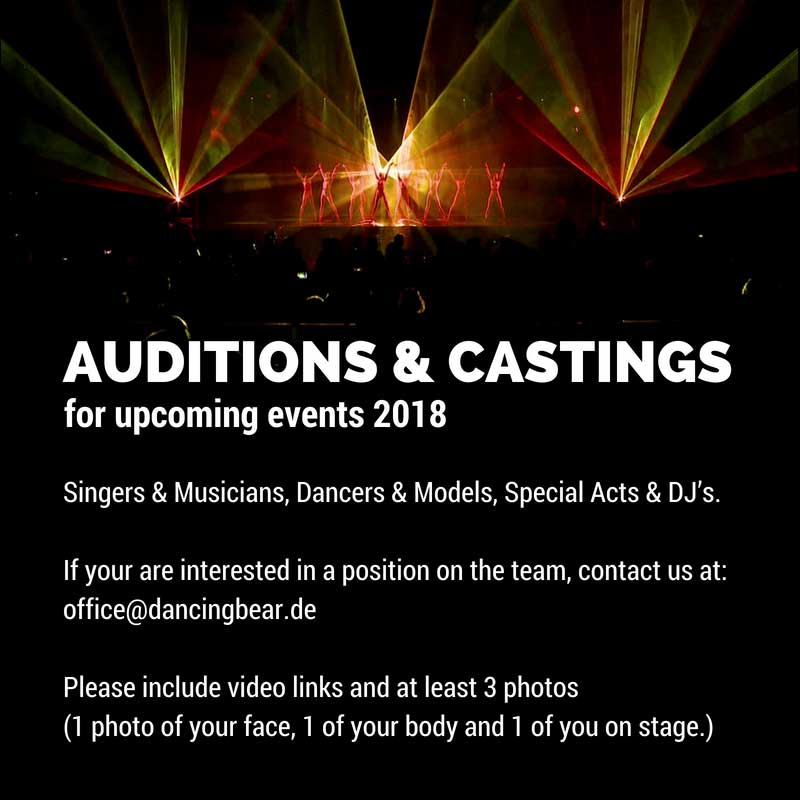 AUDITIONS & CASTINGS
for upcoming events 2018
Singers & Musicians, Dancers & Models, Special Acts & DJ’s.
If your are interested in a position on the team, contact us at:
office@dancingbear.de
Please include video links and at least 3 photos
(1 photo of your face, 1 of your body and 1 of you on stage.)